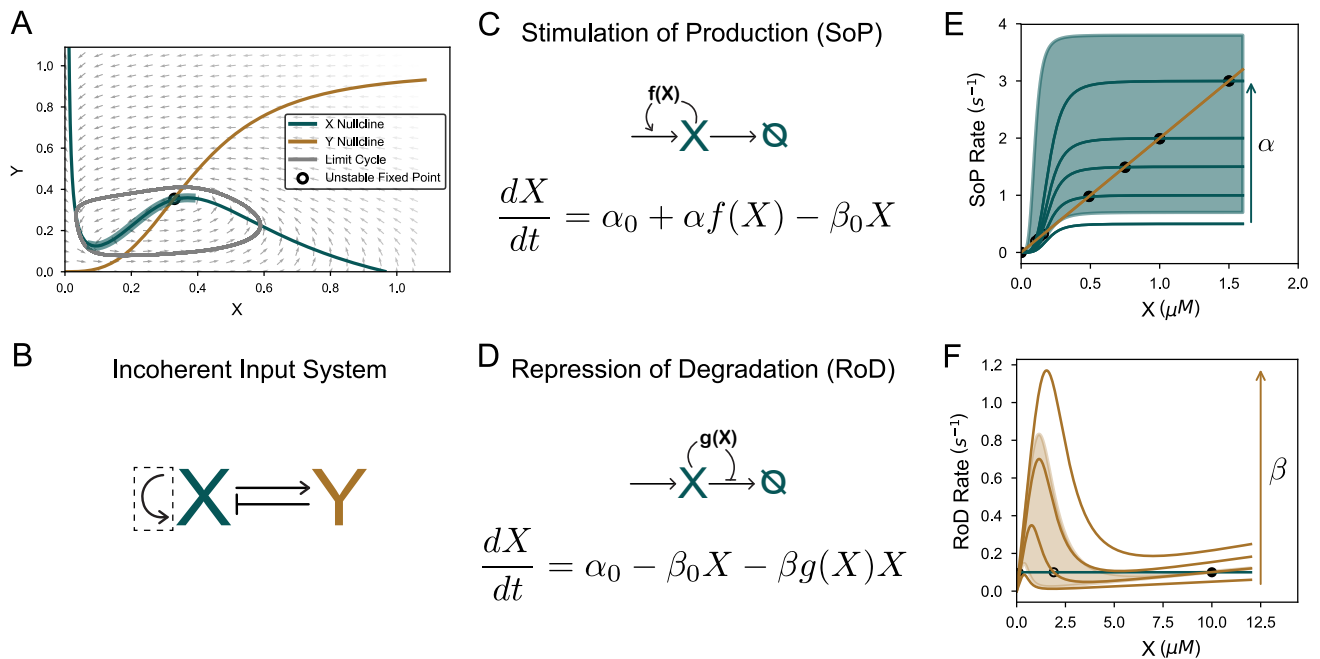 A
Y
1.0
0.8
0.6
0.4
0.2
0.0
0.0 0.2 0.4 0.6 0.8 1.0
X
X Nullcline
Y Nullcline
Limit Cycle
Unstable Fixed Point
B
Incoherent Input System
X Y
C
Stimulation of Production (SoP)
f(X)
X Ø
dX/dt = α₀ + αf(X) − β₀X
D
Repression of Degradation (RoD)
g(X)
X Ø
dX/dt = α₀ − β₀X − βg(X)X
E
SoP Rate (s⁻¹)
4
3
2
1
0
0.0 0.5 1.0 1.5 2.0
X (μM)
α
F
RoD Rate (s⁻¹)
1.2
1.0
0.8
0.6
0.4
0.2
0.0
0.0 2.5 5.0 7.5 10.0 12.5
X (μM)
β